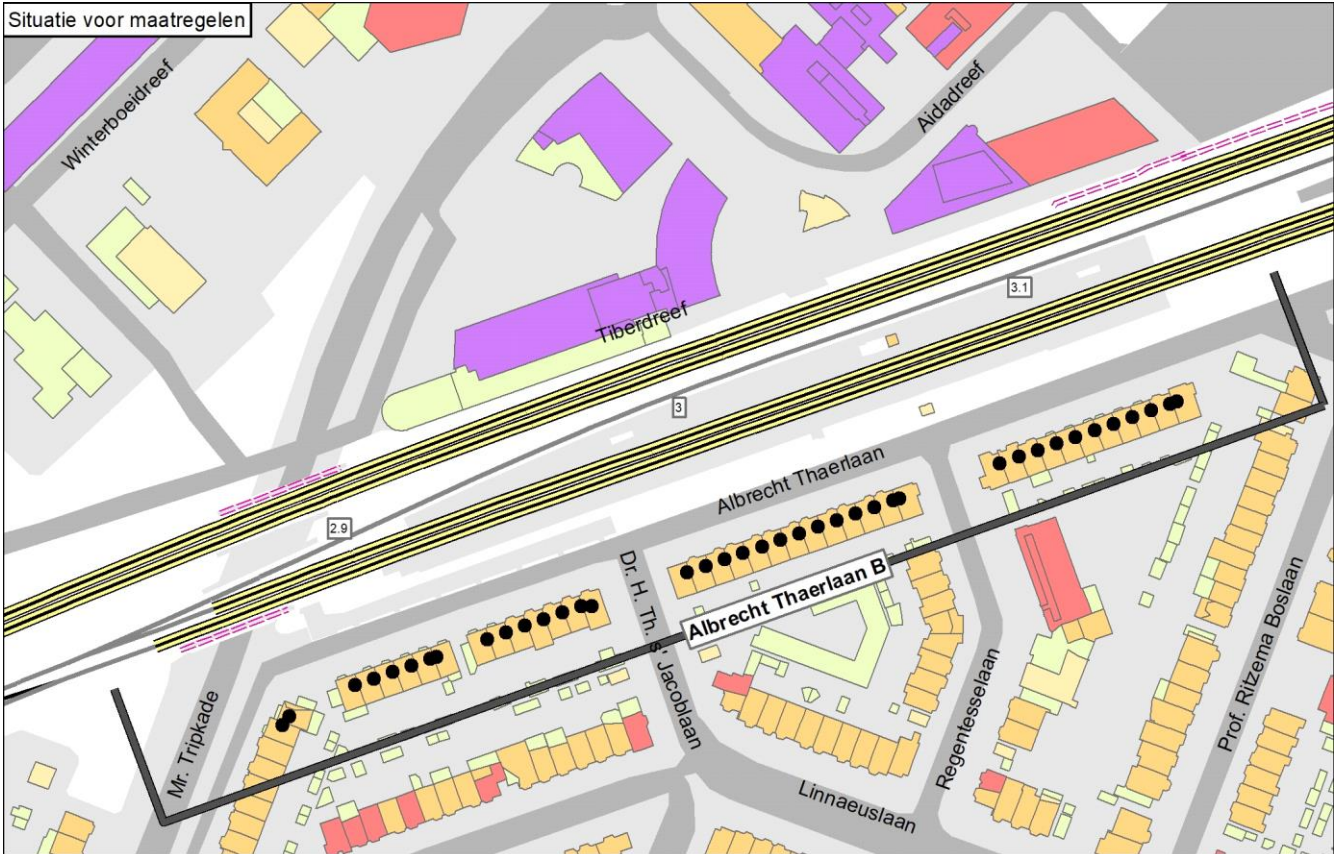 Situatie voor maatregelen
Winterboeidreef
Aidadreef
Tiberdreef
3.1
3
2.9
Albrecht Thaerlaan
Albrecht Thaerlaan B
Dr. H. Th. s' Jacoblaan
Mr. Tripkade
Regentesselaan
Prof. Ritzema Boslaan
Linnaeuslaan